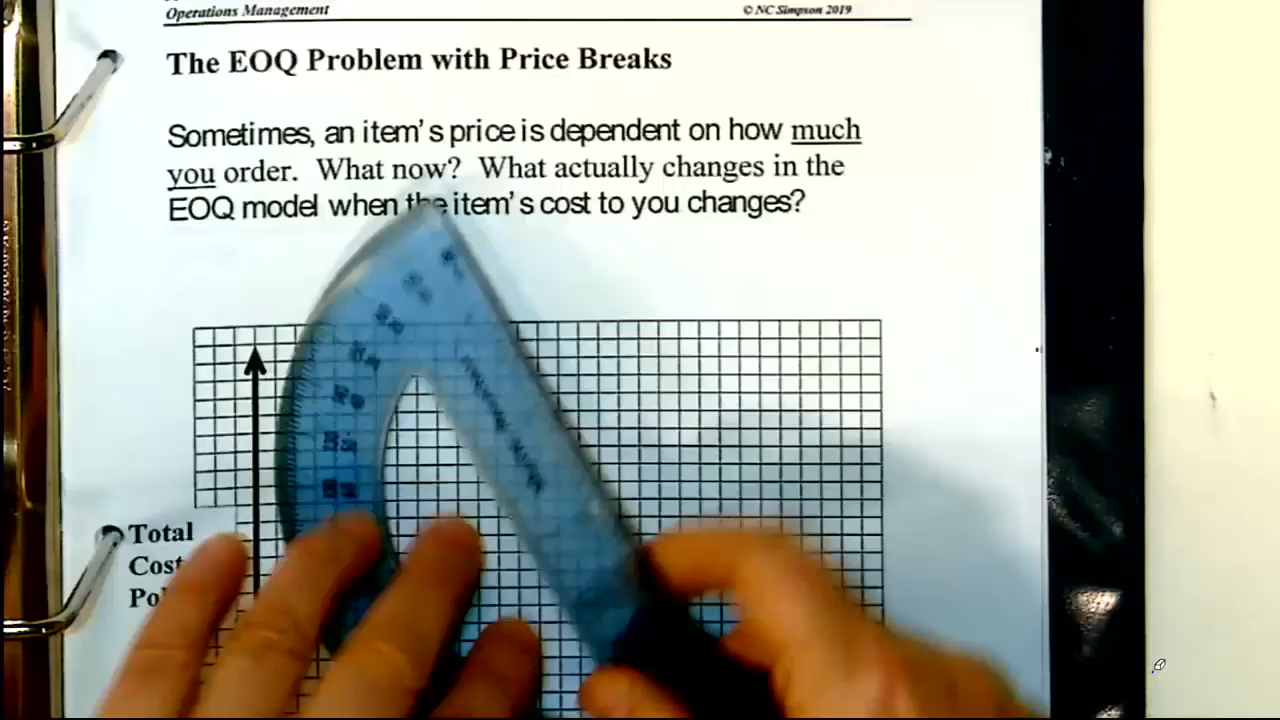 Operations Management © NC Simpson 2019
The EOQ Problem with Price Breaks
Sometimes, an item's price is dependent on how much
you order. What now? What actually changes in the
EOQ model when the item's cost to you changes?
Total
Cost